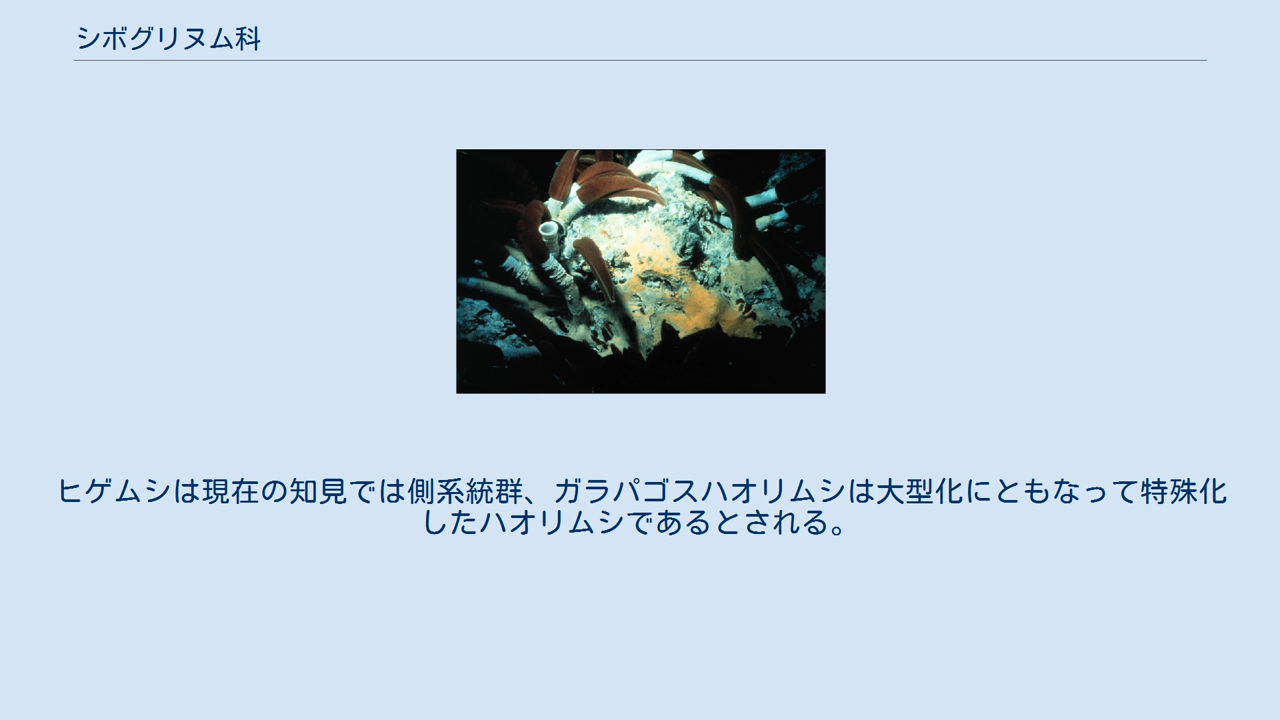 シボグリヌム科
ヒゲムシは現在の知見では側系統群、ガラパゴスハオリムシは大型化にともなって特殊化
したハオリムシであるとされる。